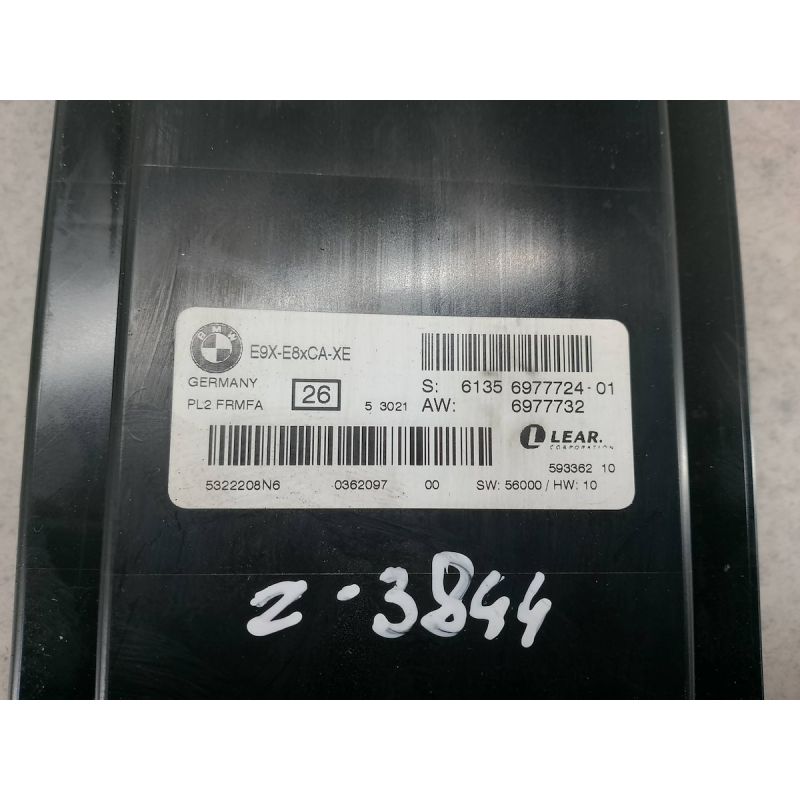 BMW
E9X-E8xCA-XE
GERMANY
PL2 FRMFA 26 5 3021
S: 6135 6977724-01
AW: 6977732
L LEAR.
CORPORATION
593362 10
5322208N6 0362097 00 SW: 56000 / HW: 10
z-3844